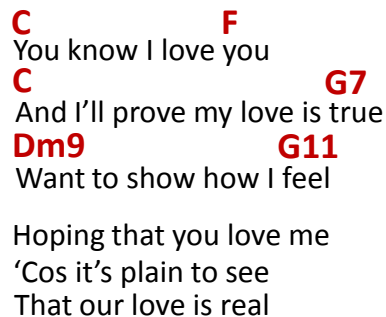 C F
You know I love you
C G7
And I’ll prove my love is true
Dm9 G11
Want to show how I feel
Hoping that you love me
‘Cos it’s plain to see
That our love is real